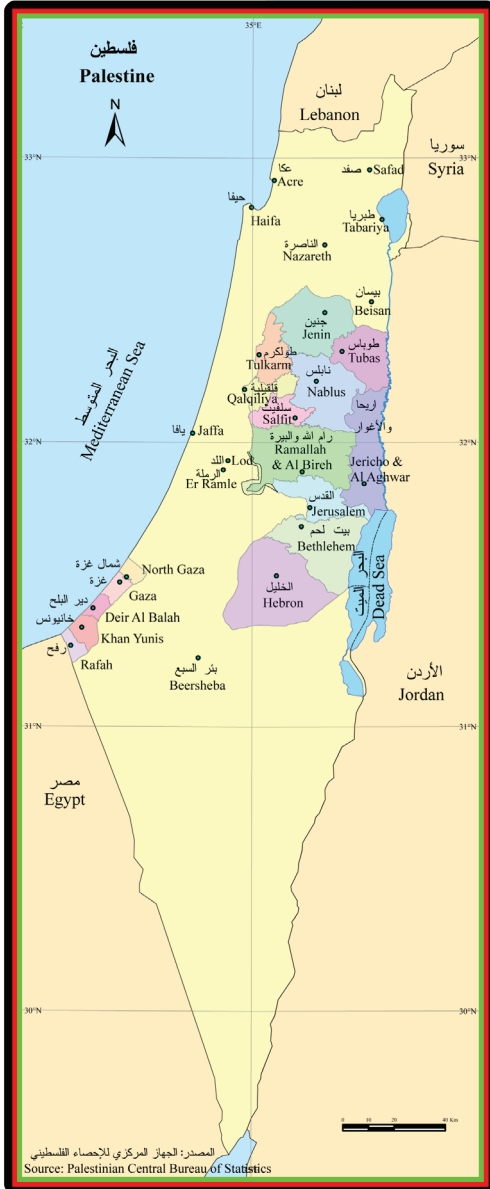 35°E
فلسطين
Palestine
N
لبنان
Lebanon
سوريا
Syria
33°N
33°N
عكا
Acre
صفد Safad
حيفا
Haifa
طبريا
Tabariya
الناصرة
Nazareth
بيسان
Beisan
جنين
Jenin
طوباس
Tubas
طولكرم
Tulkarm
نابلس
Nablus
قلقيلية
Qalqiliya
سلفيت
Salfit
اريحا
والاغوار
Jericho &
Al Aghwar
البحر المتوسط
Mediterranean Sea
32°N
32°N
يافا Jaffa
رام الله والبيرة
Ramallah
& Al Bireh
اللد Lod
الرملة
Er Ramle
القدس
Jerusalem
بيت لحم
Bethlehem
البحر الميت
Dead Sea
شمال غزة North Gaza
غزة
Gaza
دير البلح
Deir Al Balah
خانيونس
Khan Yunis
رفح
Rafah
الخليل
Hebron
بئر السبع
Beersheba
الأردن
Jordan
31°N
31°N
مصر
Egypt
30°N
30°N
0 10 20 40 Km
المصدر: الجهاز المركزي للإحصاء الفلسطيني
Source: Palestinian Central Bureau of Statistics